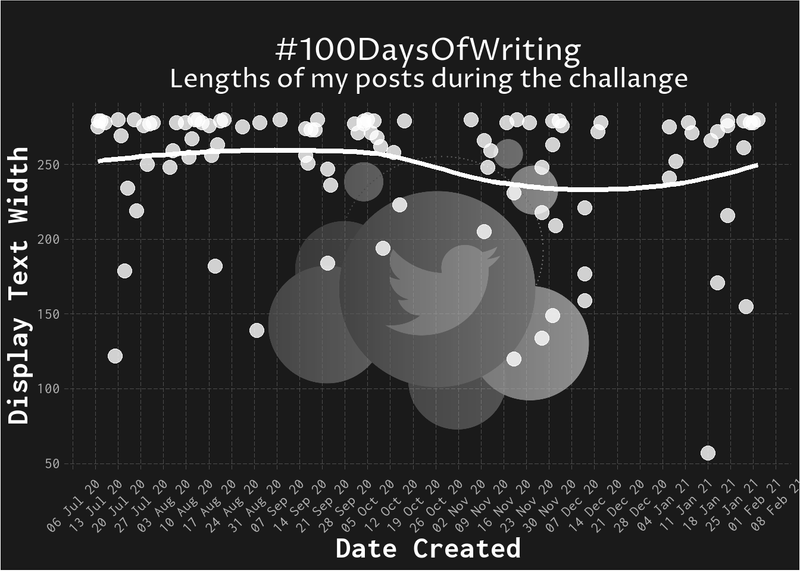 #100DaysOfWriting
Lengths of my posts during the challange
Display Text Width
250
200
150
100
50
06 Jul 20
13 Jul 20
20 Jul 20
27 Jul 20
03 Aug 20
10 Aug 20
17 Aug 20
24 Aug 20
31 Aug 20
07 Sep 20
14 Sep 20
21 Sep 20
28 Sep 20
05 Oct 20
12 Oct 20
19 Oct 20
26 Oct 20
02 Nov 20
09 Nov 20
16 Nov 20
23 Nov 20
30 Nov 20
07 Dec 20
14 Dec 20
21 Dec 20
28 Dec 20
04 Jan 21
11 Jan 21
18 Jan 21
25 Jan 21
01 Feb 21
08 Feb 21
Date Created